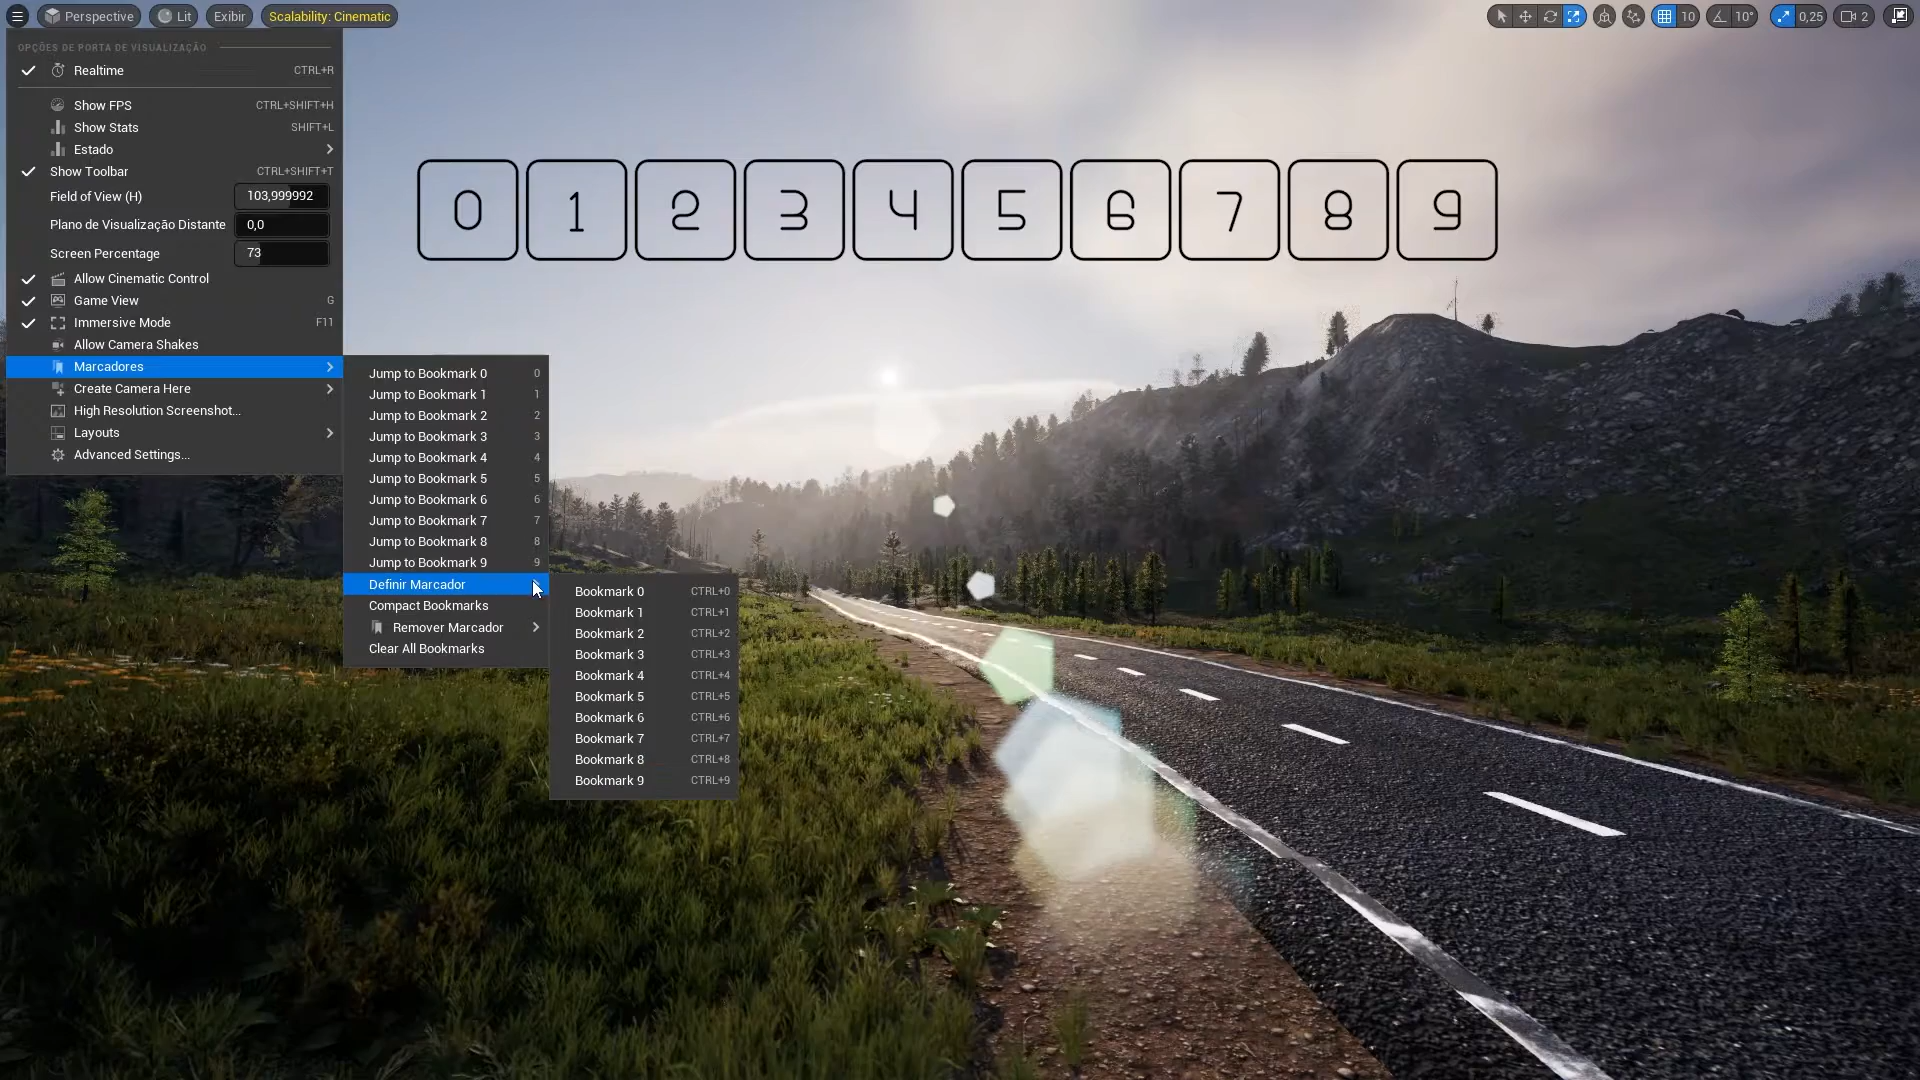 Perspective
Lit
Exibir
Scalability: Cinematic
10
10°
0,25
2
OPÇÕES DE PORTA DE VISUALIZAÇÃO
Realtime CTRL+R
Show FPS CTRL+SHIFT+H
Show Stats SHIFT+L
Estado
Show Toolbar CTRL+SHIFT+T
Field of View (H) 103,999992
Plano de Visualização Distante 0,0
Screen Percentage 73
Allow Cinematic Control
Game View G
Immersive Mode F11
Allow Camera Shakes
Marcadores
Create Camera Here
High Resolution Screenshot...
Layouts
Advanced Settings...
0 1 2 3 4 5 6 7 8 9
Jump to Bookmark 0 0
Jump to Bookmark 1 1
Jump to Bookmark 2 2
Jump to Bookmark 3 3
Jump to Bookmark 4 4
Jump to Bookmark 5 5
Jump to Bookmark 6 6
Jump to Bookmark 7 7
Jump to Bookmark 8 8
Jump to Bookmark 9 9
Definir Marcador
Compact Bookmarks
Remover Marcador
Clear All Bookmarks
Bookmark 0 CTRL+0
Bookmark 1 CTRL+1
Bookmark 2 CTRL+2
Bookmark 3 CTRL+3
Bookmark 4 CTRL+4
Bookmark 5 CTRL+5
Bookmark 6 CTRL+6
Bookmark 7 CTRL+7
Bookmark 8 CTRL+8
Bookmark 9 CTRL+9